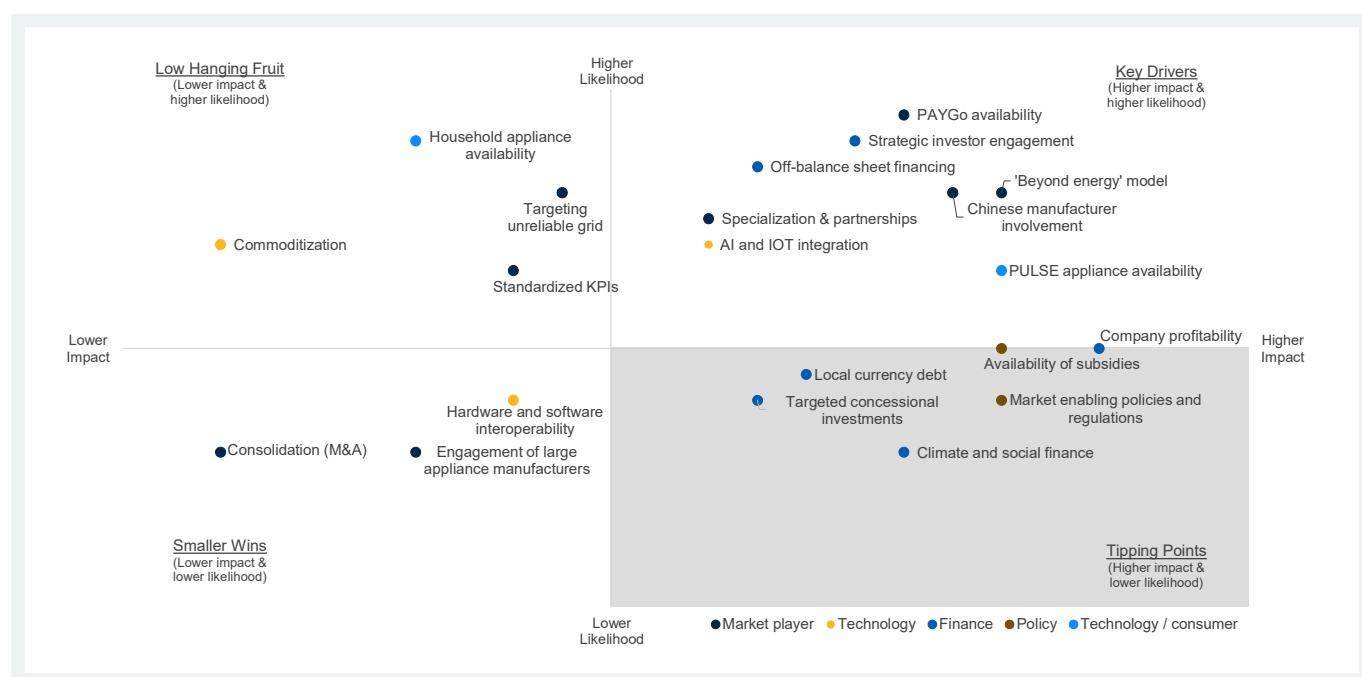 Low Hanging Fruit
(Lower impact &
higher likelihood)
Higher
Likelihood
Key Drivers
(Higher impact &
higher likelihood)
PAYGo availability
Household appliance
availability
Strategic investor engagement
Off-balance sheet financing
'Beyond energy' model
Targeting
unreliable grid
Chinese manufacturer
involvement
Specialization & partnerships
Commoditization
AI and IOT integration
Standardized KPIs
PULSE appliance availability
Lower
Impact
Company profitability
Higher
Impact
Availability of subsidies
Local currency debt
Hardware and software
interoperability
Targeted concessional
investments
Market enabling policies and
regulations
Consolidation (M&A)
Engagement of large
appliance manufacturers
Climate and social finance
Smaller Wins
(Lower impact &
lower likelihood)
Tipping Points
(Higher impact &
lower likelihood)
Lower
Likelihood
Market player
Technology
Finance
Policy
Technology / consumer